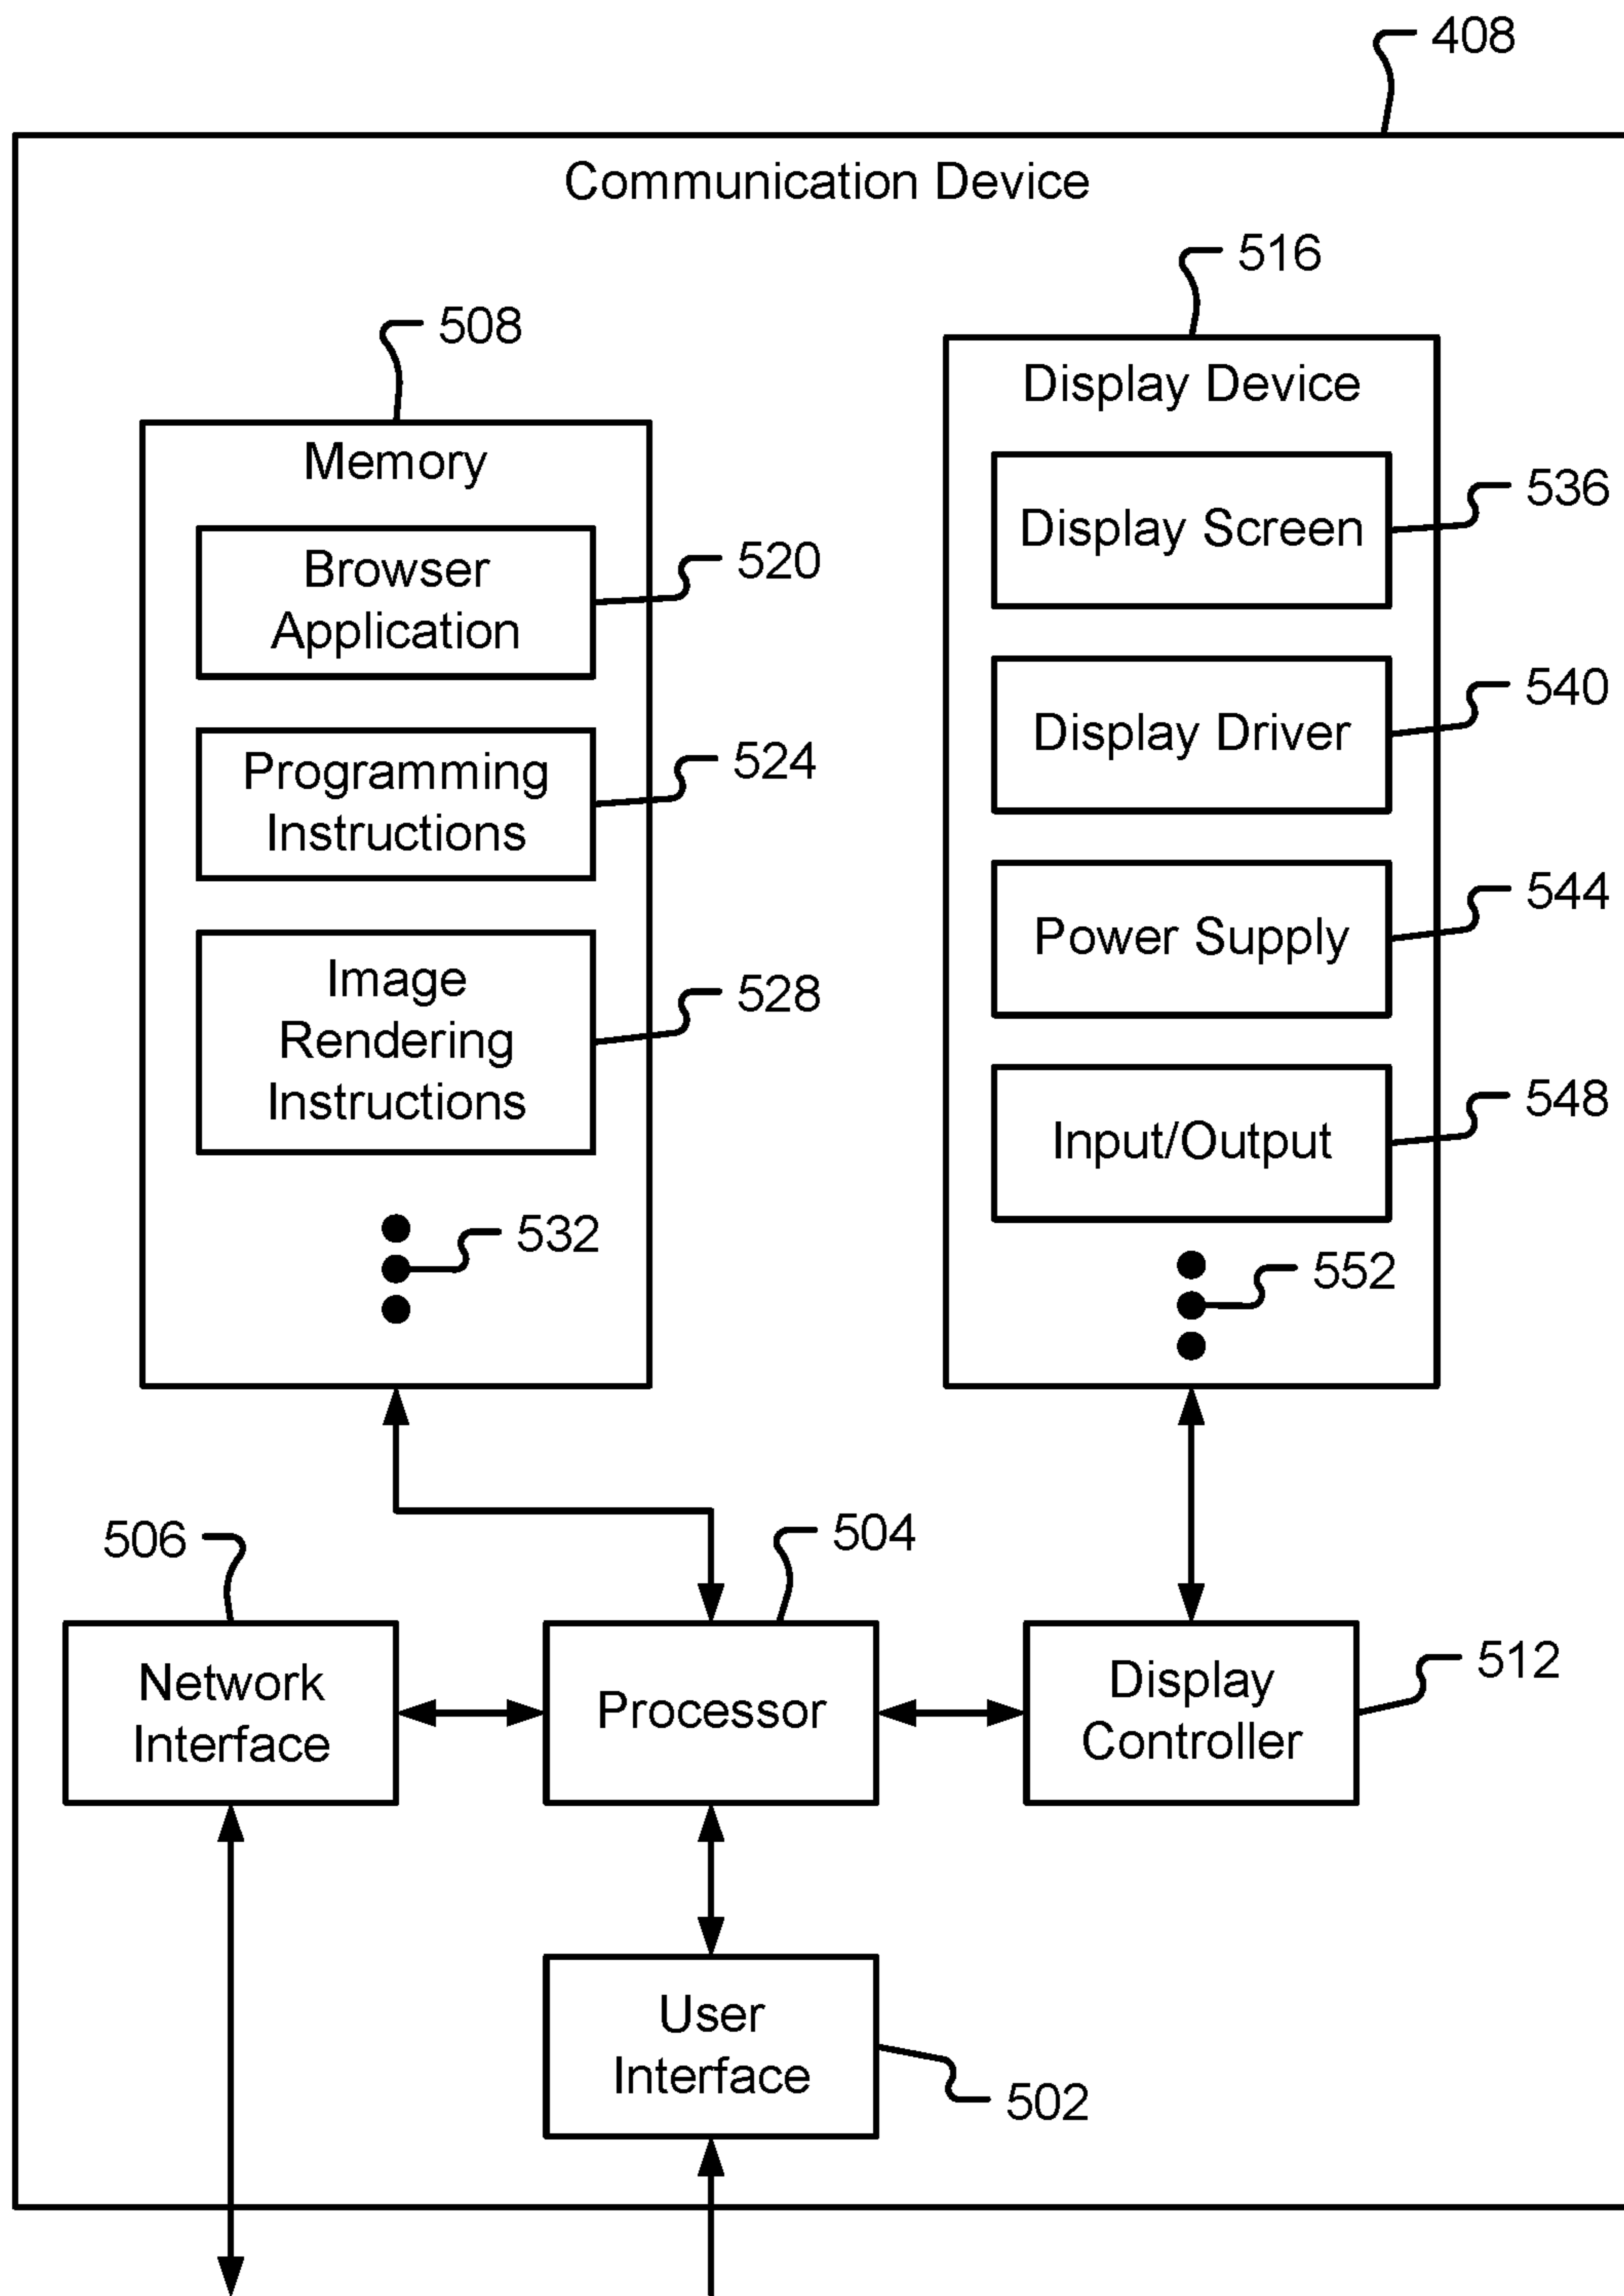 408
Communication Device
516
508
Display Device
Memory
Display Screen
536
Browser
Application
520
Display Driver
540
Programming
Instructions
524
Power Supply
544
Image
Rendering
Instructions
528
Input/Output
548
532
552
506
504
Network
Interface
Processor
Display
Controller
512
User
Interface
502